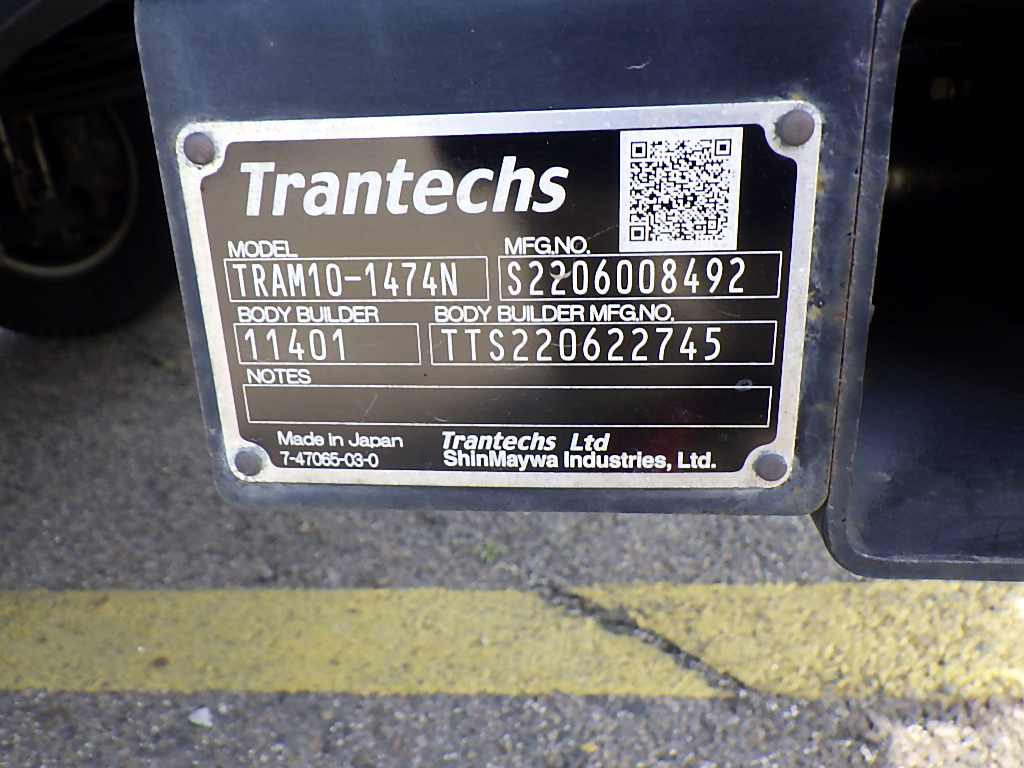 Trantechs
MODEL MFG.NO.
TRAM10-1474N S2206008492
BODY BUILDER BODY BUILDER MFG.NO.
11401 TTS220622745
NOTES
Made in Japan Trantechs Ltd
7-47065-03-0 ShinMaywa Industries, Ltd.